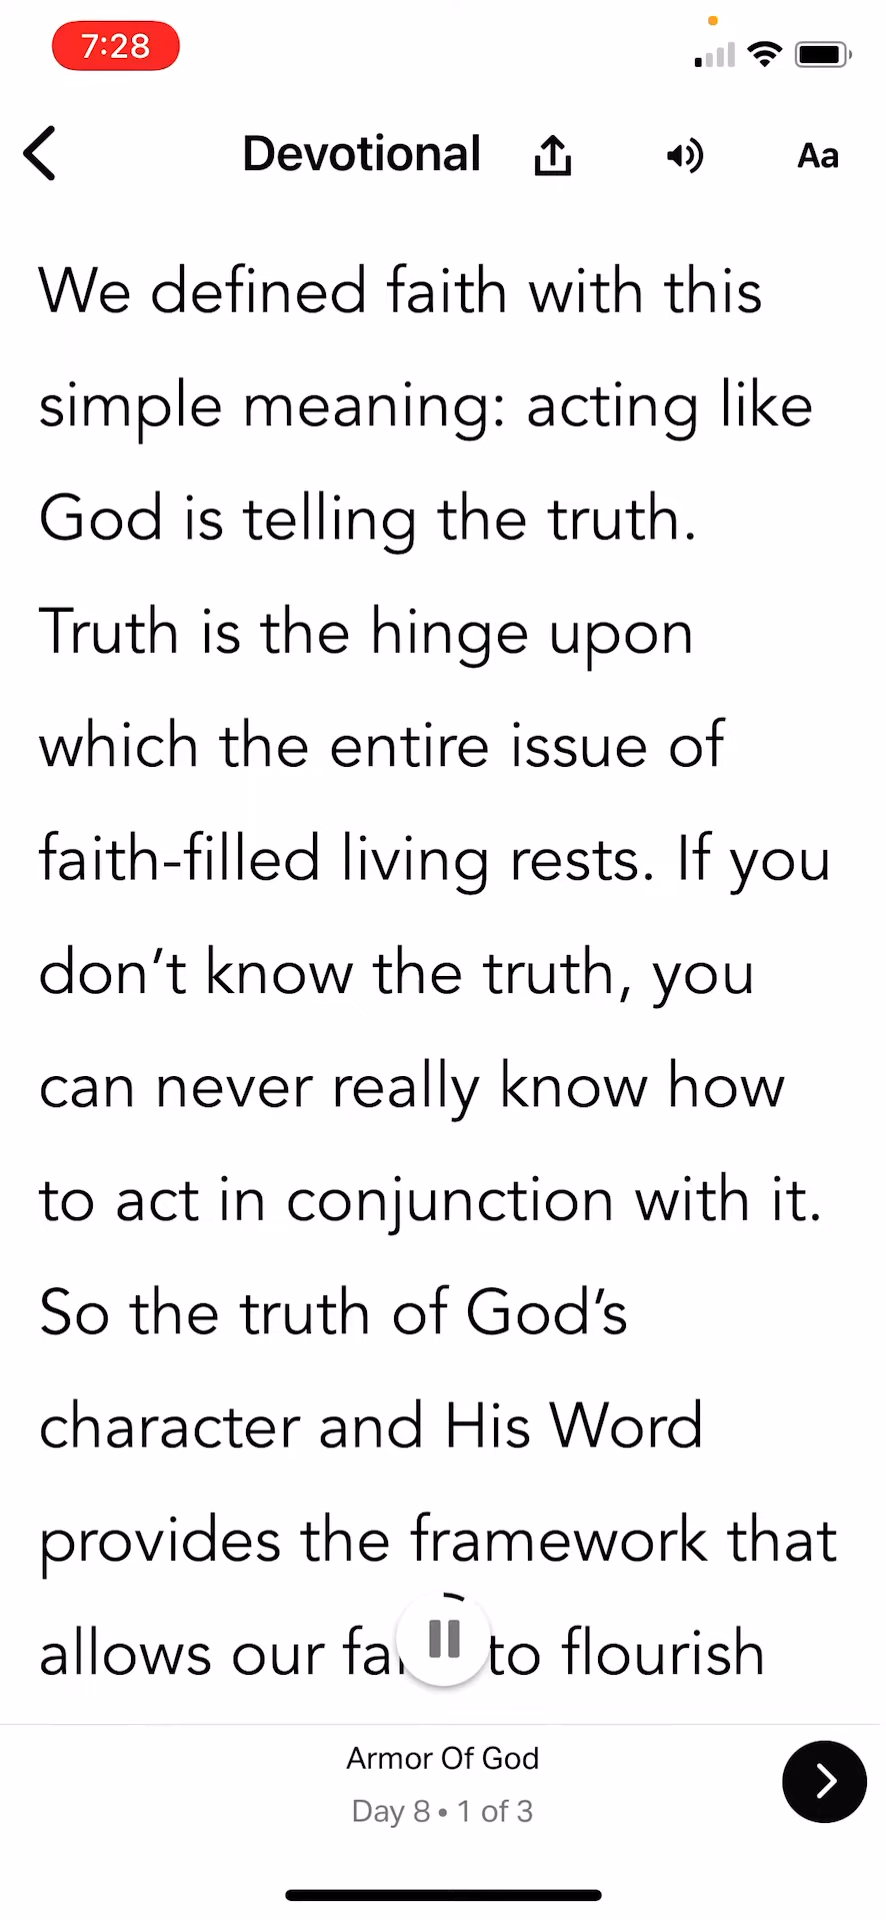 7:28
Devotional
Aa
We defined faith with this
simple meaning: acting like
God is telling the truth.
Truth is the hinge upon
which the entire issue of
faith-filled living rests. If you
don’t know the truth, you
can never really know how
to act in conjunction with it.
So the truth of God’s
character and His Word
provides the framework that
allows our to flourish
Armor Of God
Day 8 • 1 of 3